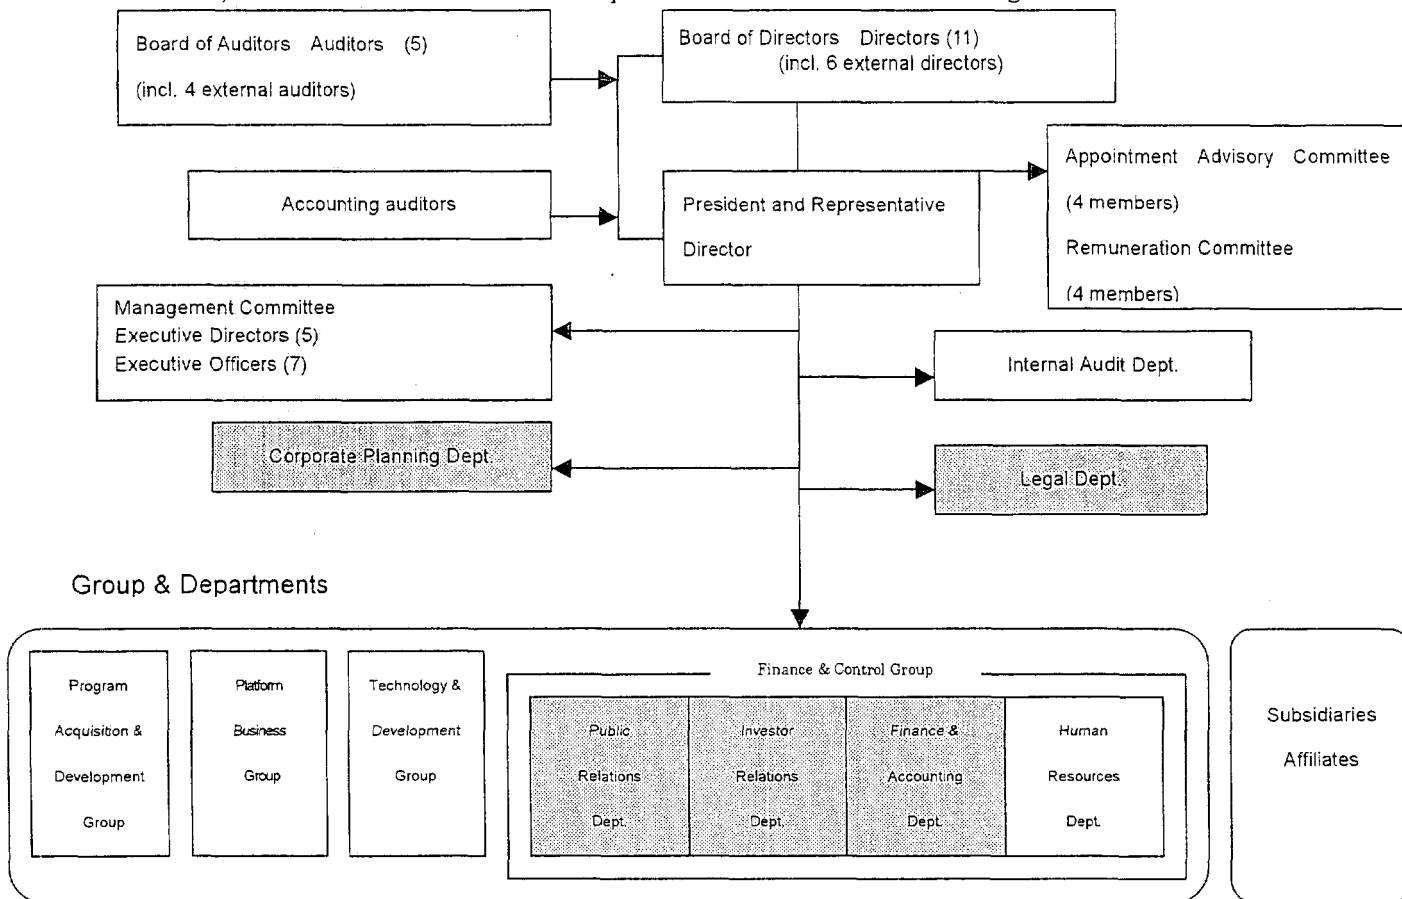 Board of Auditors Auditors (5)
(incl. 4 external auditors)
Board of Directors Directors (11)
(incl. 6 external directors)
Accounting auditors
President and Representative
Director
Appointment Advisory Committee
(4 members)
Remuneration Committee
(4 members)
Management Committee
Executive Directors (5)
Executive Officers (7)
Internal Audit Dept.
Corporate Planning Dept.
Legal Dept.
Group & Departments
Program
Acquisition &
Development
Group
Platform
Business
Group
Technology &
Development
Group
Finance & Control Group
Public
Relations
Dept.
Investor
Relations
Dept.
Finance &
Accounting
Dept.
Human
Resources
Dept.
Subsidiaries
Affiliates